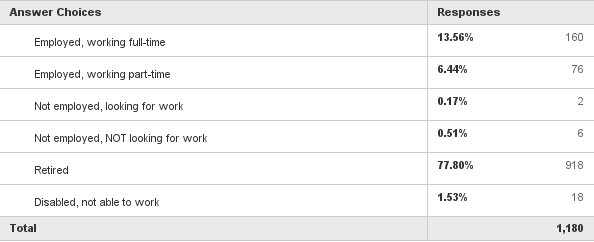 Answer Choices Responses
Employed, working full-time 13.56% 160
Employed, working part-time 6.44% 76
Not employed, looking for work 0.17% 2
Not employed, NOT looking for work 0.51% 6
Retired 77.80% 918
Disabled, not able to work 1.53% 18
Total 1,180